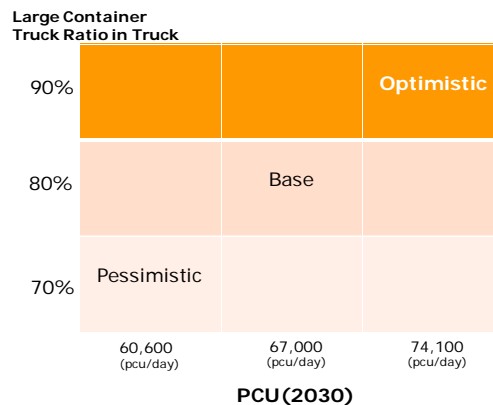 Large Container
Truck Ratio in Truck
90%
Optimistic
80%
Base
70%
Pessimistic
60,600
(pcu/day)
67,000
(pcu/day)
74,100
(pcu/day)
PCU (2030)